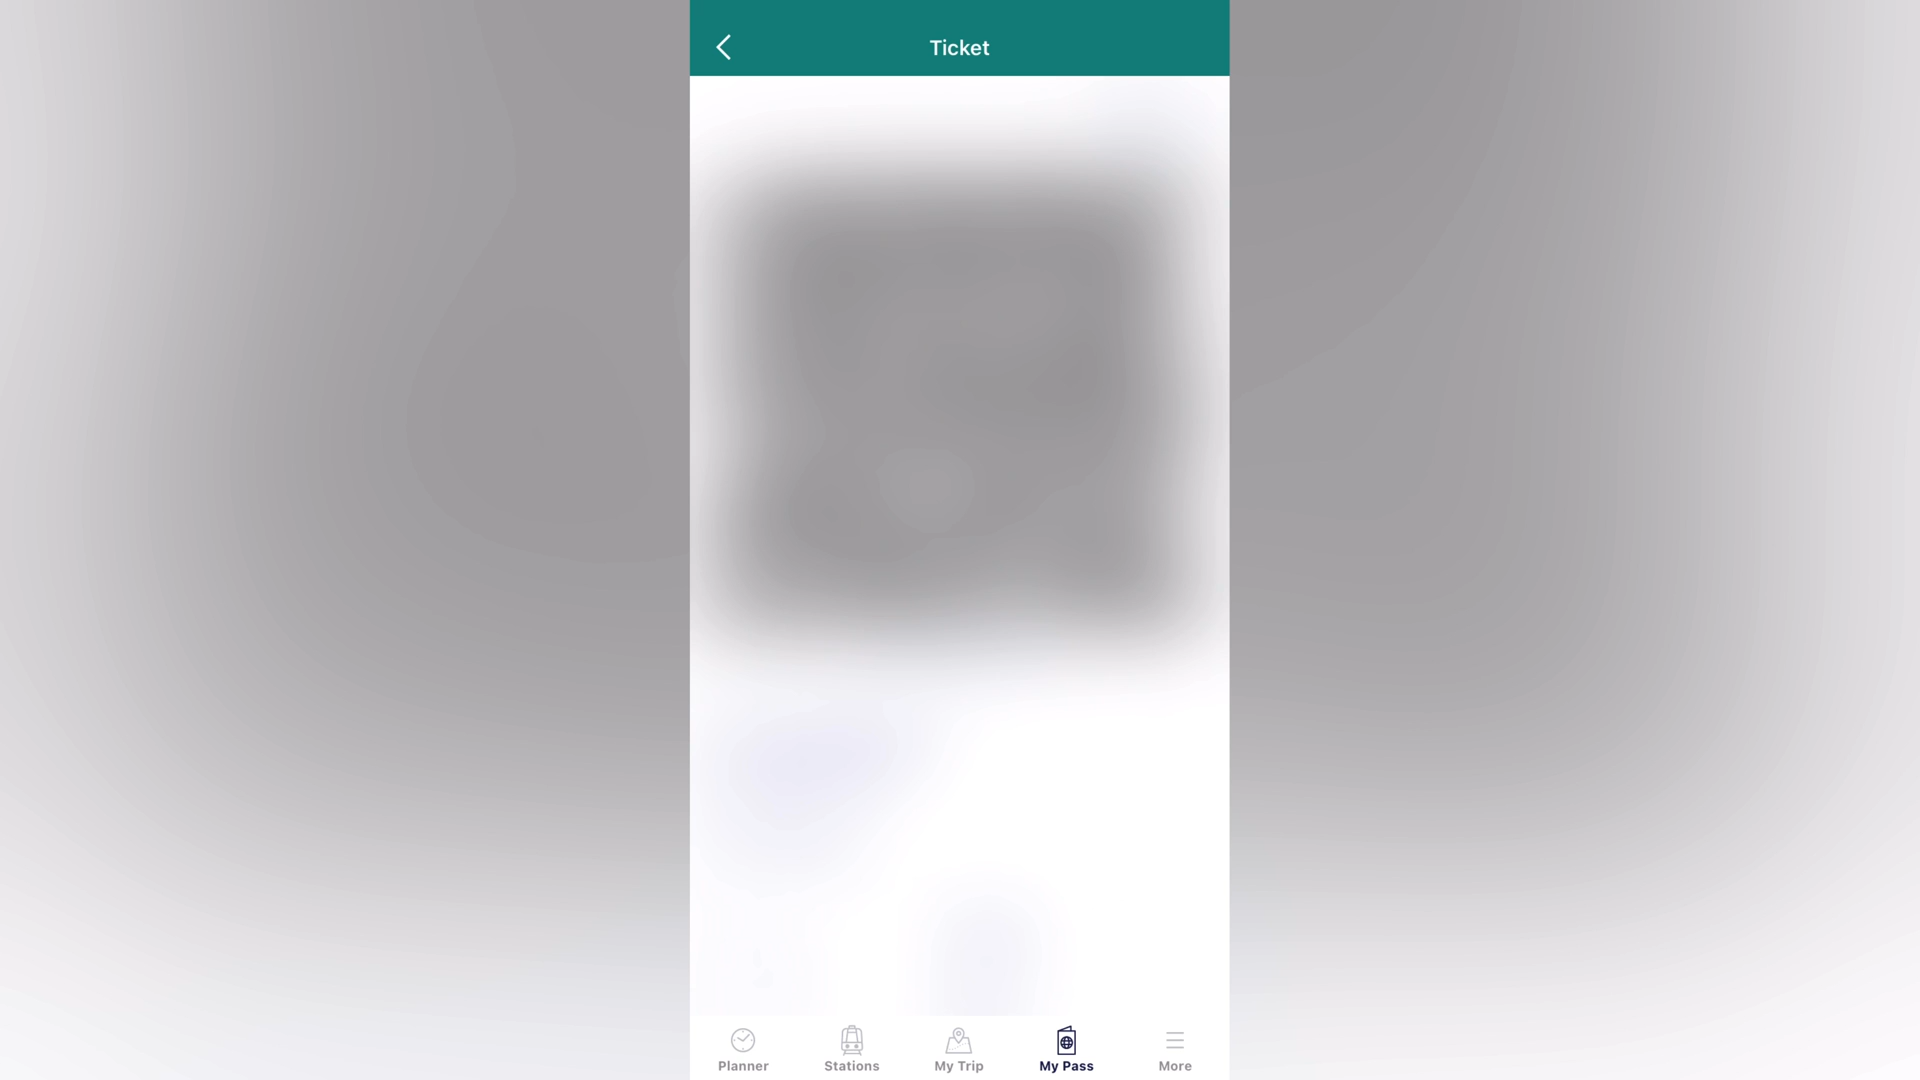 Ticket
Planner
Stations
My Trip
My Pass
More